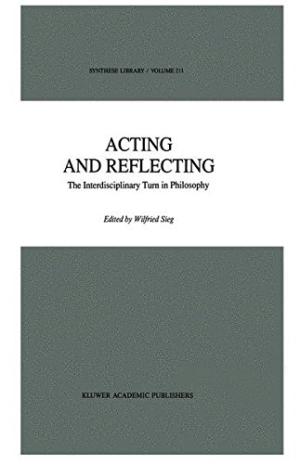 SYNTHESE LIBRARY / VOLUME 211
ACTING
AND REFLECTING
The Interdisciplinary Turn in Philosophy
Edited by Wilfried Sieg
KLUWER ACADEMIC PUBLISHERS